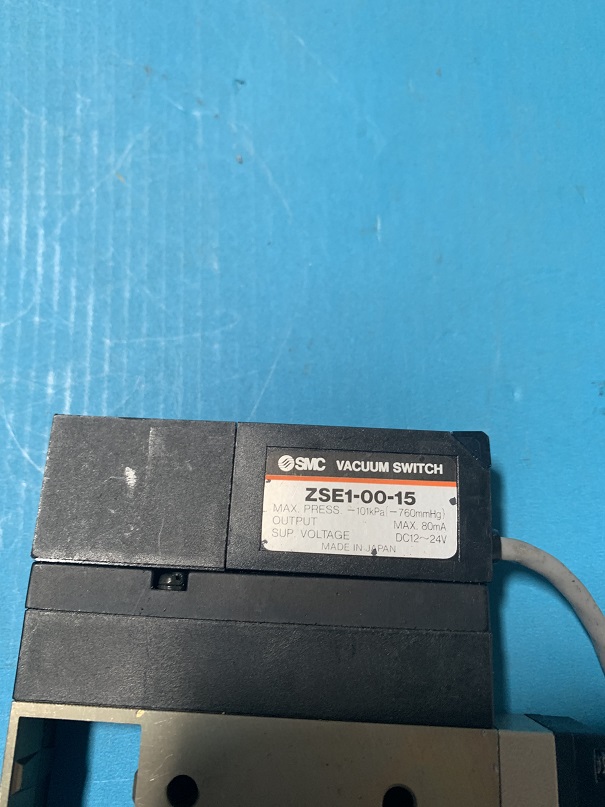 SMC VACUUM SWITCH
ZSE1-00-15
MAX. PRESS. -101kPa{-760mmHg}
OUTPUT MAX. 80mA
SUP. VOLTAGE DC12~24V
MADE IN JAPAN